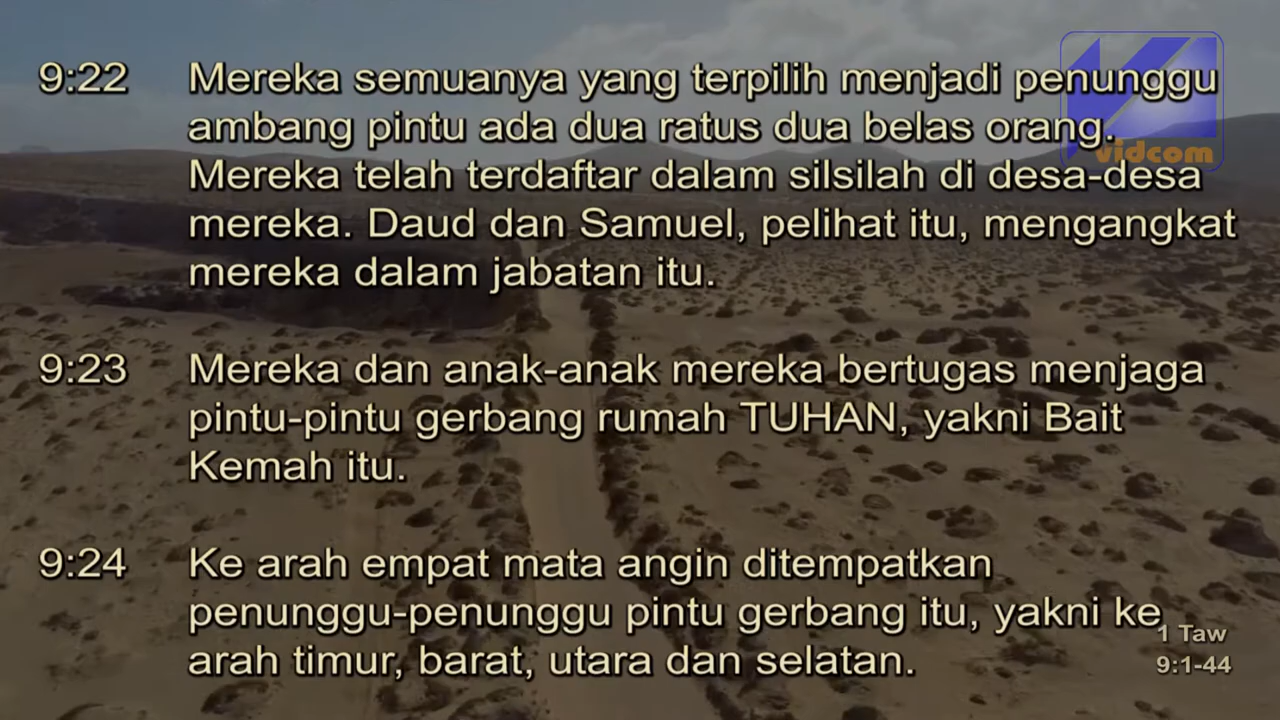 9:22 Mereka semuanya yang terpilih menjadi penunggu
ambang pintu ada dua ratus dua belas orang.
Mereka telah terdaftar dalam silsilah di desa-desa
mereka. Daud dan Samuel, pelihat itu, mengangkat
mereka dalam jabatan itu.
9:23 Mereka dan anak-anak mereka bertugas menjaga
pintu-pintu gerbang rumah TUHAN, yakni Bait
Kemah itu.
9:24 Ke arah empat mata angin ditempatkan
penunggu-penunggu pintu gerbang itu, yakni ke
arah timur, barat, utara dan selatan.
vidcom
1 Taw
9:1-44